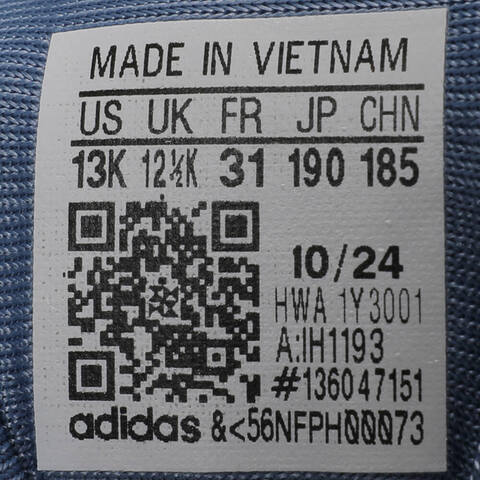 MADE IN VIETNAM
US UK FR JP CHN
13K 12½K 31 190 185
10/24
HWA 1Y3001
A:IH1193
#136047151
adidas &<56NFPH00073